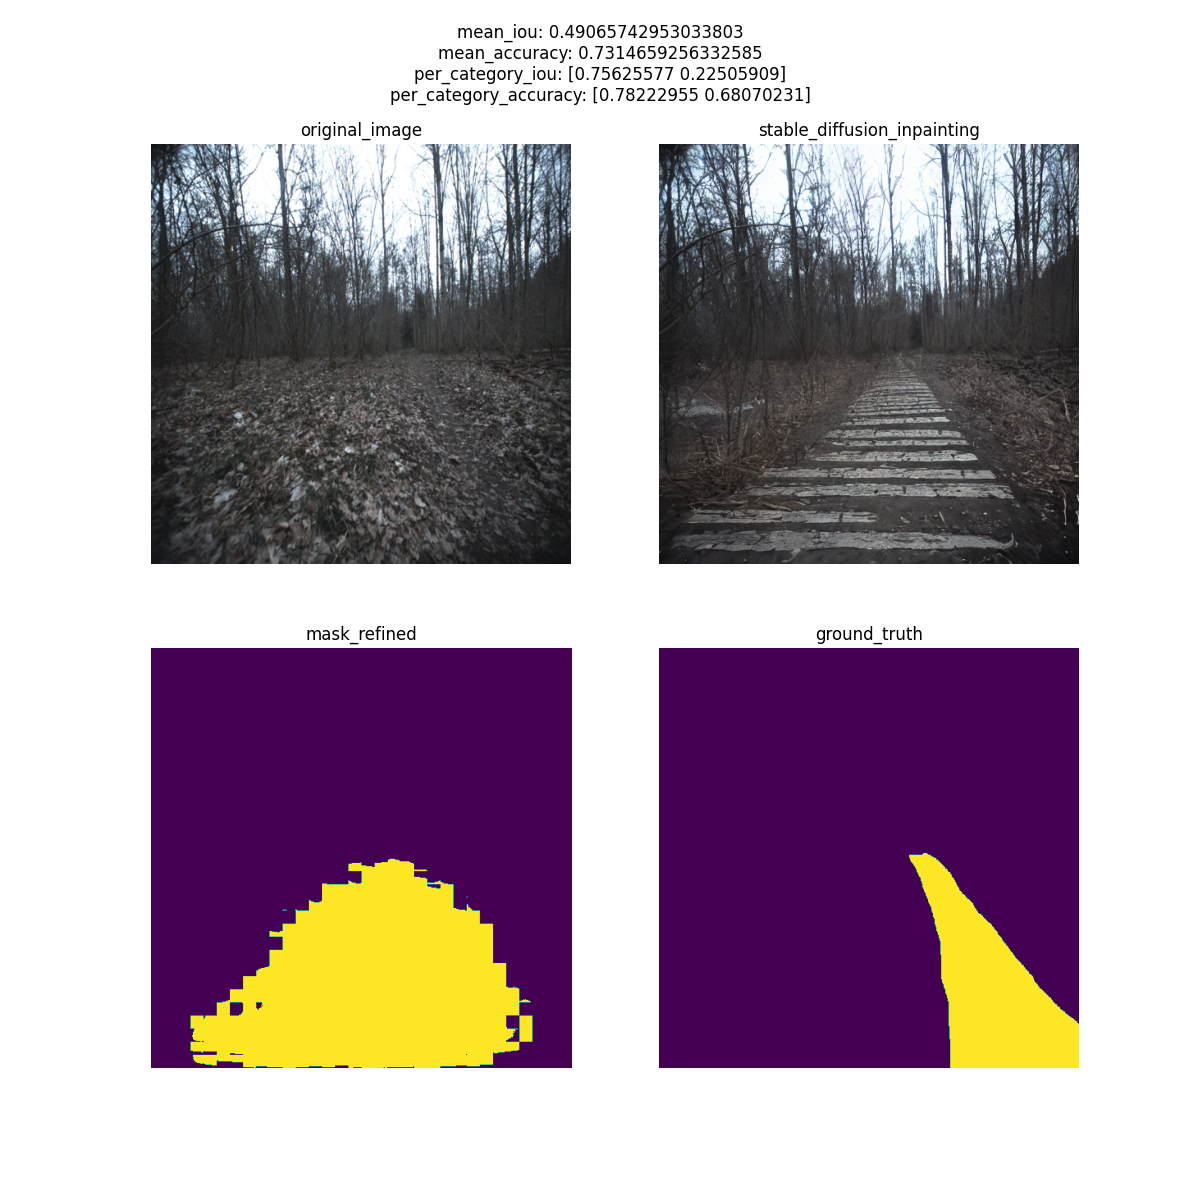 mean_iou: 0.49065742953033803
mean_accuracy: 0.7314659256332585
per_category_iou: [0.75625577 0.22505909]
per_category_accuracy: [0.78222955 0.68070231]
original_image
stable_diffusion_inpainting
mask_refined
ground_truth